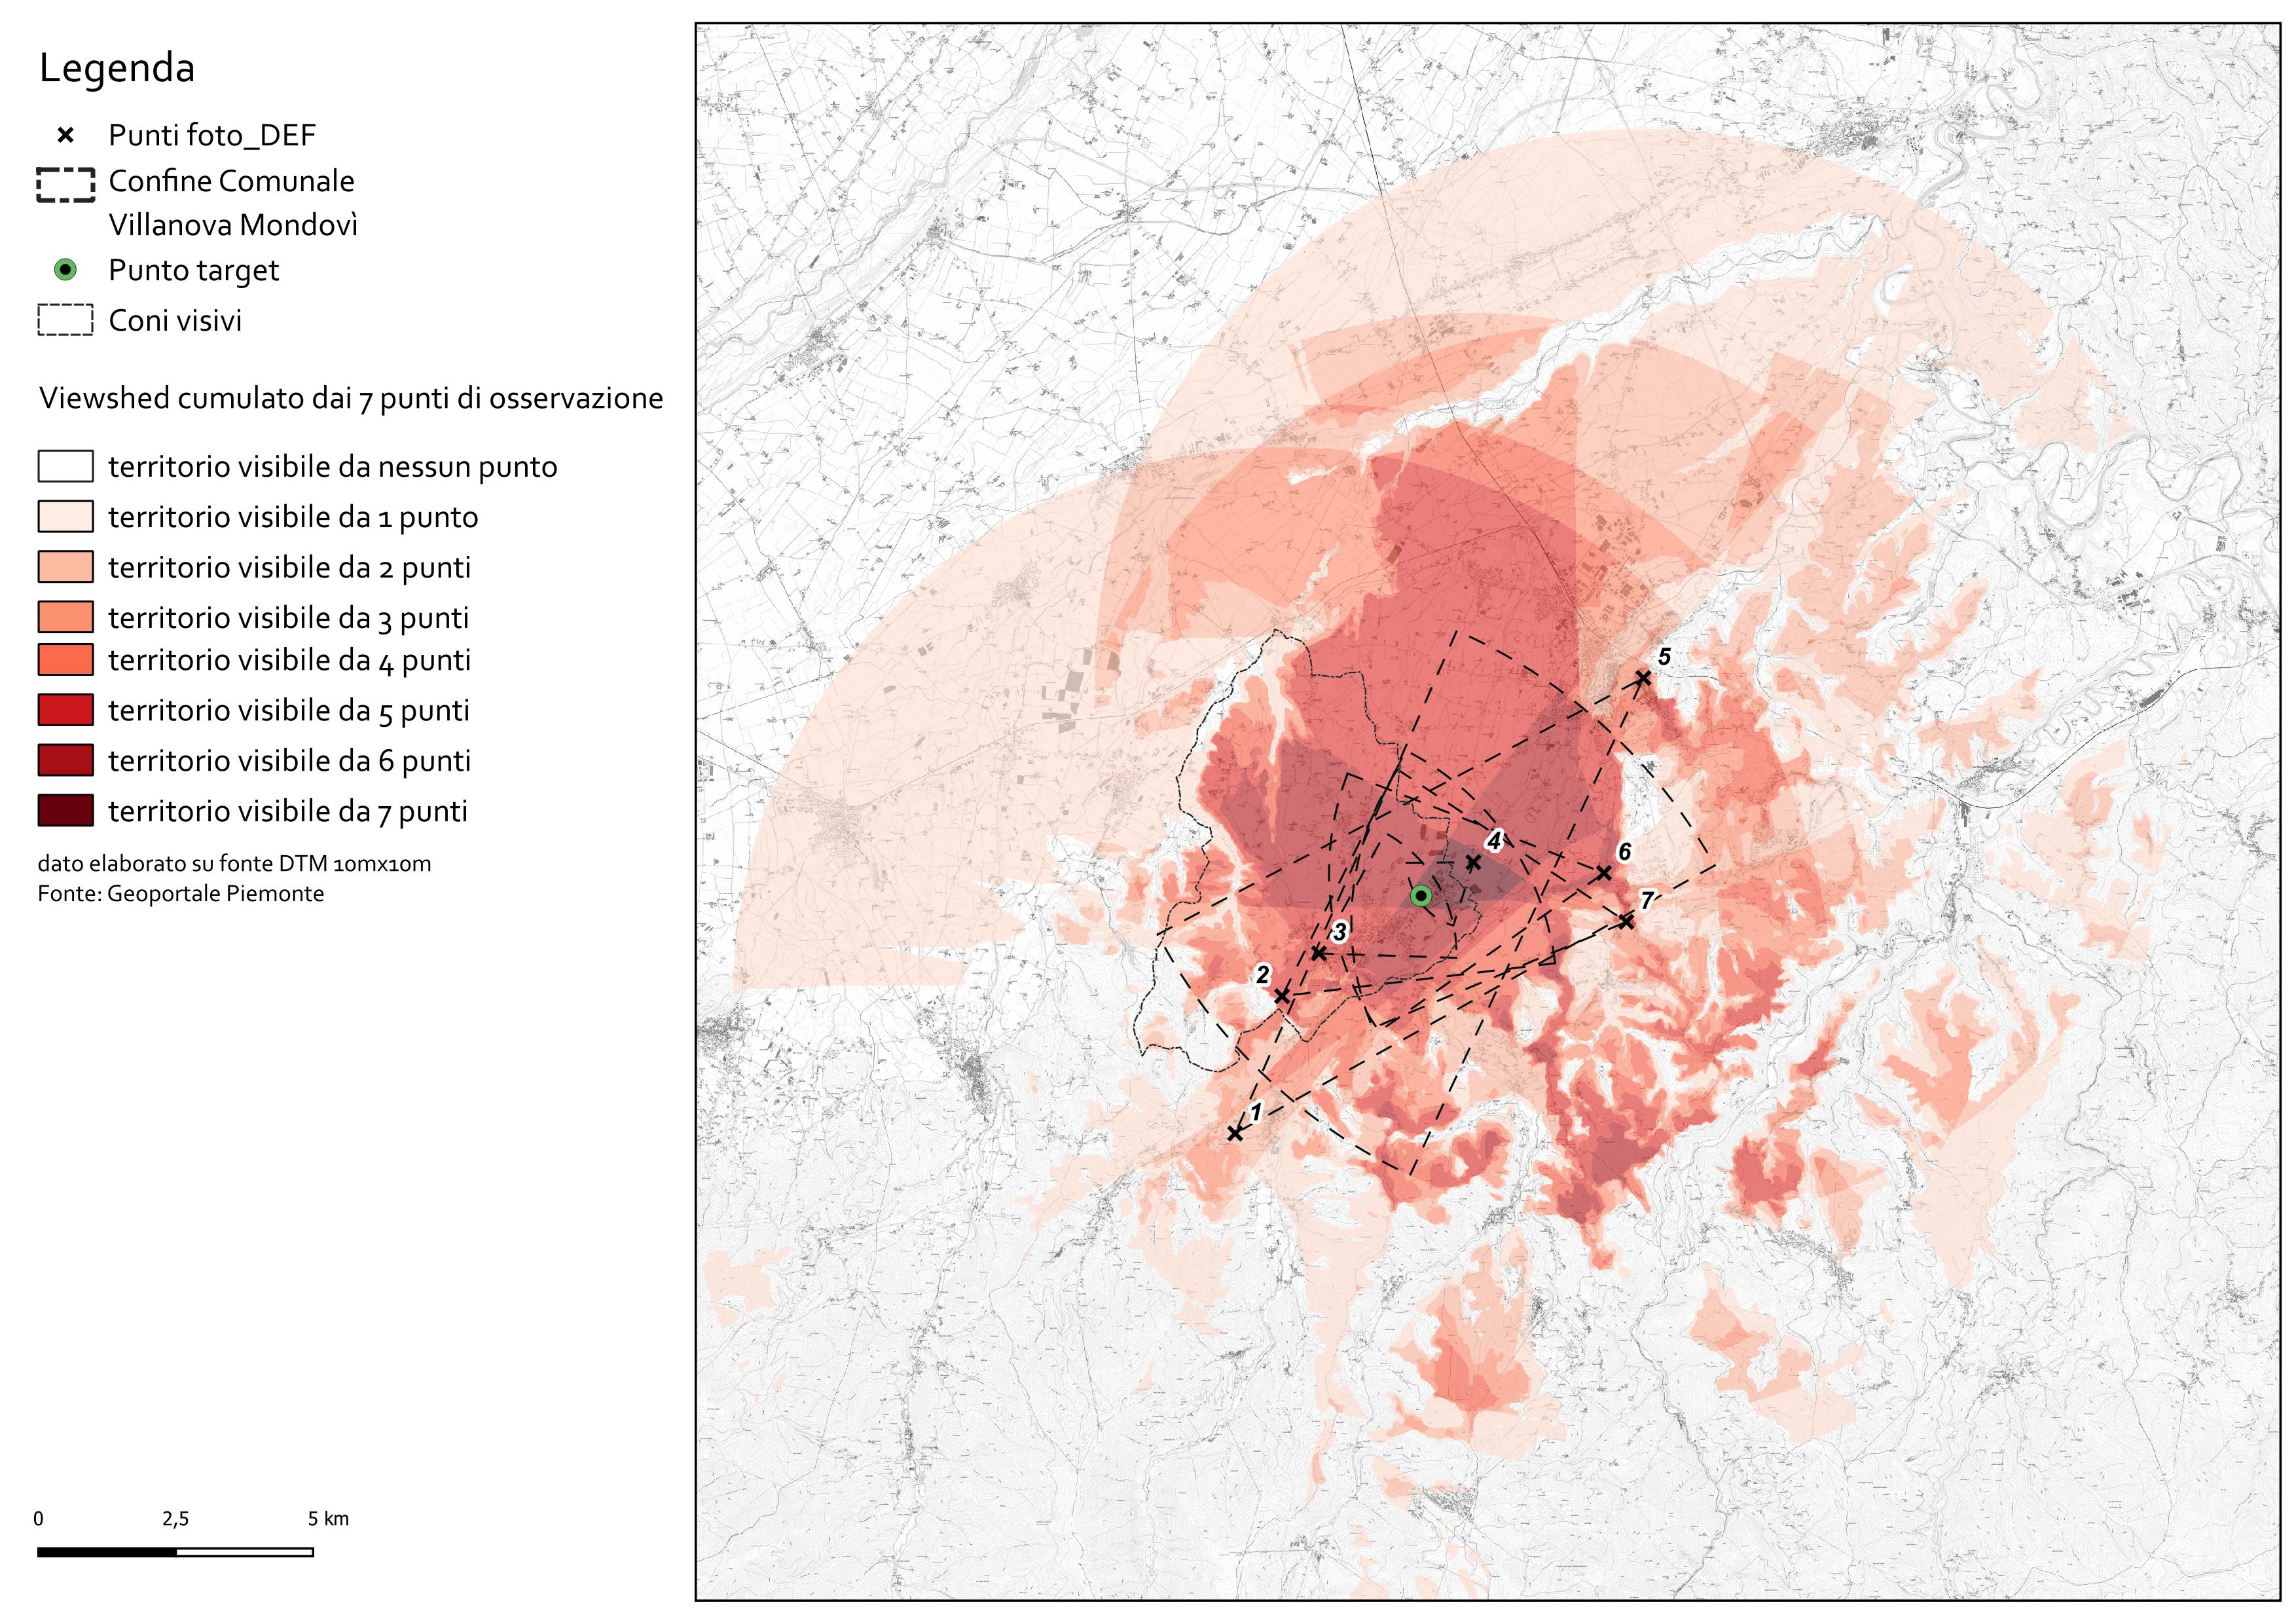 Legenda
Punti foto_DEF
Confine Comunale
Villanova Mondovì
Punto target
Coni visivi
Viewshed cumulato dai 7 punti di osservazione
territorio visibile da nessun punto
territorio visibile da 1 punto
territorio visibile da 2 punti
territorio visibile da 3 punti
territorio visibile da 4 punti
territorio visibile da 5 punti
territorio visibile da 6 punti
territorio visibile da 7 punti
dato elaborato su fonte DTM 10mx10m
Fonte: Geoportale Piemonte
0 2,5 5 km
5
4
6
7
3
2
1